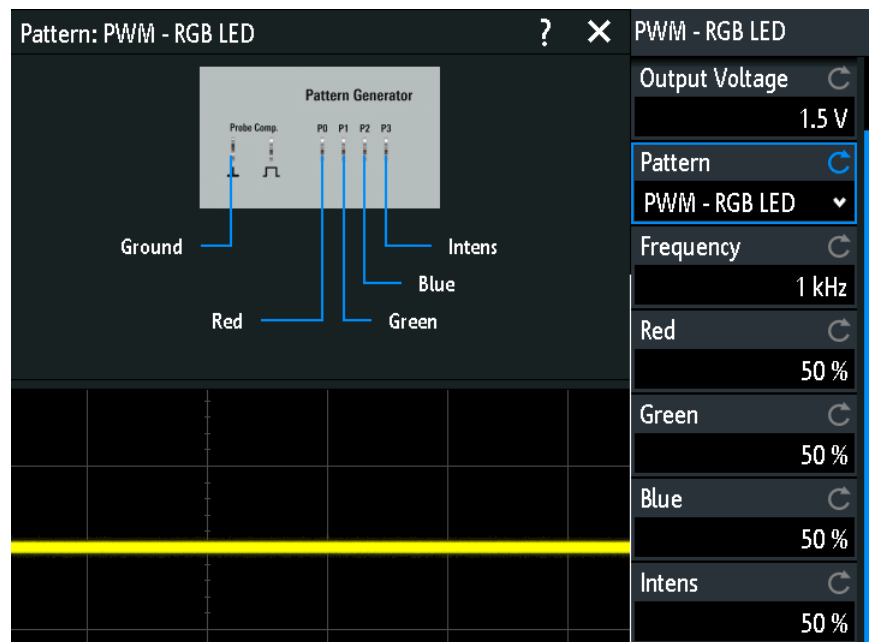 Pattern: PWM - RGB LED ? ×
Pattern Generator
Probe Comp. P0 P1 P2 P3
Ground
Intens
Blue
Red
Green
PWM - RGB LED
Output Voltage
1.5 V
Pattern
PWM - RGB LED
Frequency
1 kHz
Red
50 %
Green
50 %
Blue
50 %
Intens
50 %